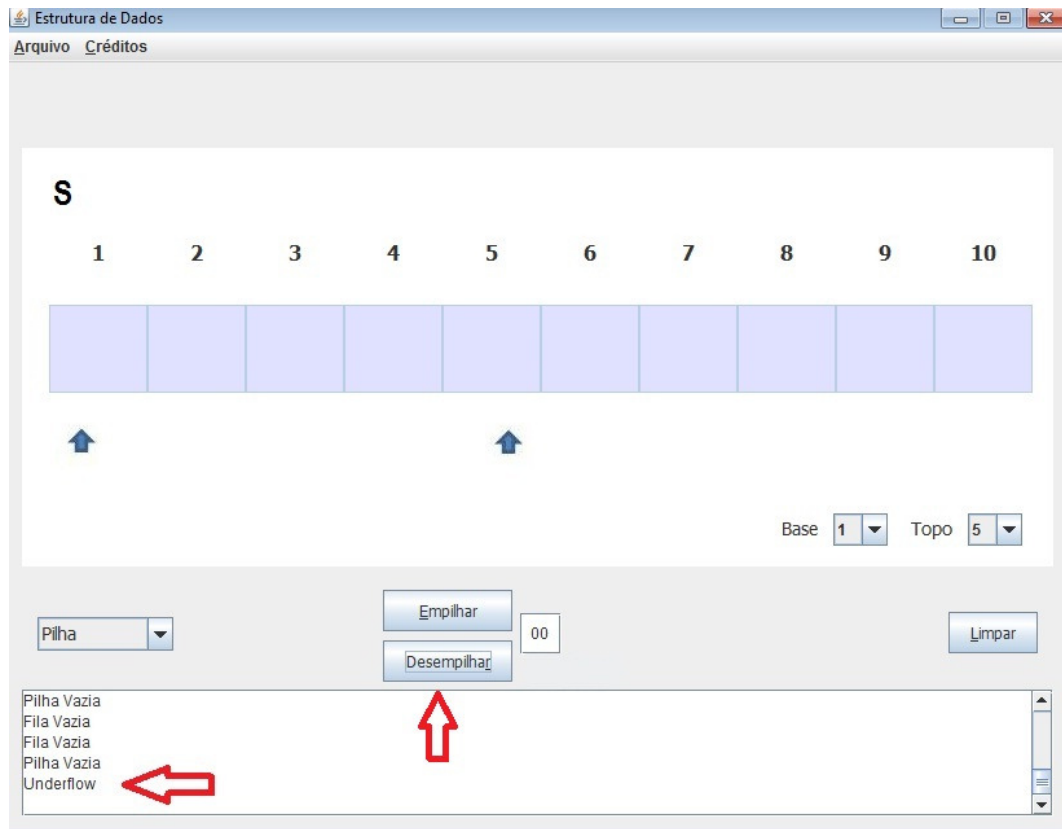 Estrutura de Dados
Arquivo Créditos
S
1 2 3 4 5 6 7 8 9 10
Base 1 Topo 5
Empilhar
Pilha 00 Limpar
Desempilhar
Pilha Vazia
Fila Vazia
Fila Vazia
Pilha Vazia
Underflow